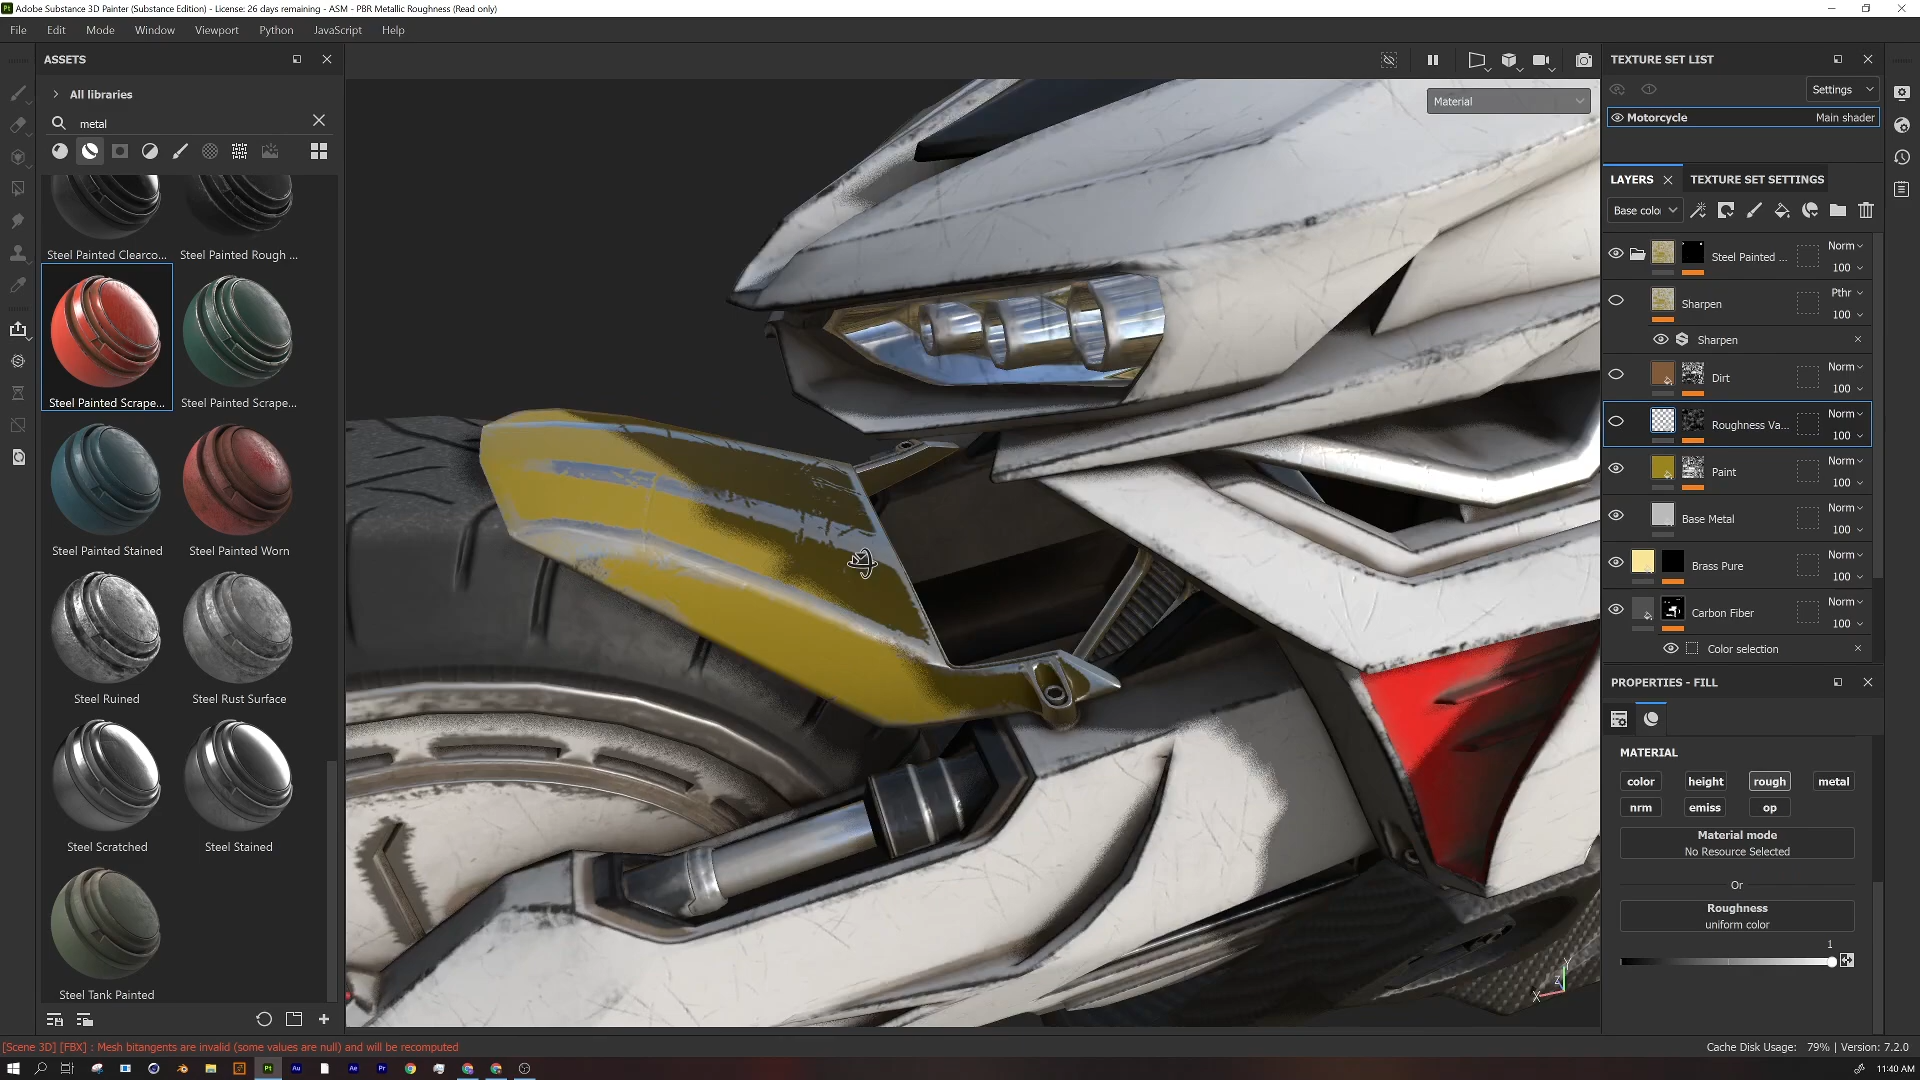 Adobe Substance 3D Painter (Substance Edition) - License: 26 days remaining - ASM - PBR Metallic Roughness (Read only)
File Edit Mode Window Viewport Python JavaScript Help
ASSETS
All libraries
metal
Steel Painted Clearco...
Steel Painted Rough ...
Steel Painted Scrape...
Steel Painted Scrape...
Steel Painted Stained
Steel Painted Worn
Steel Ruined
Steel Rust Surface
Steel Scratched
Steel Stained
Steel Tank Painted
Material
Y
Z
X
TEXTURE SET LIST
Settings
Motorcycle Main shader
LAYERS
TEXTURE SET SETTINGS
Base colo
Steel Painted ... Norm
100
Sharpen Pthr
100
Sharpen
Dirt Norm
100
Roughness Va... Norm
100
Paint Norm
100
Base Metal Norm
100
Brass Pure Norm
100
Carbon Fiber Norm
100
Color selection
PROPERTIES - FILL
MATERIAL
color height rough metal
nrm emiss op
Material mode
No Resource Selected
Or
Roughness
uniform color
1
[Scene 3D] [FBX] : Mesh bitangents are invalid (some values are null) and will be recomputed
Cache Disk Usage: 79% | Version: 7.2.0
Pt Au Ae Pr
11:40 AM